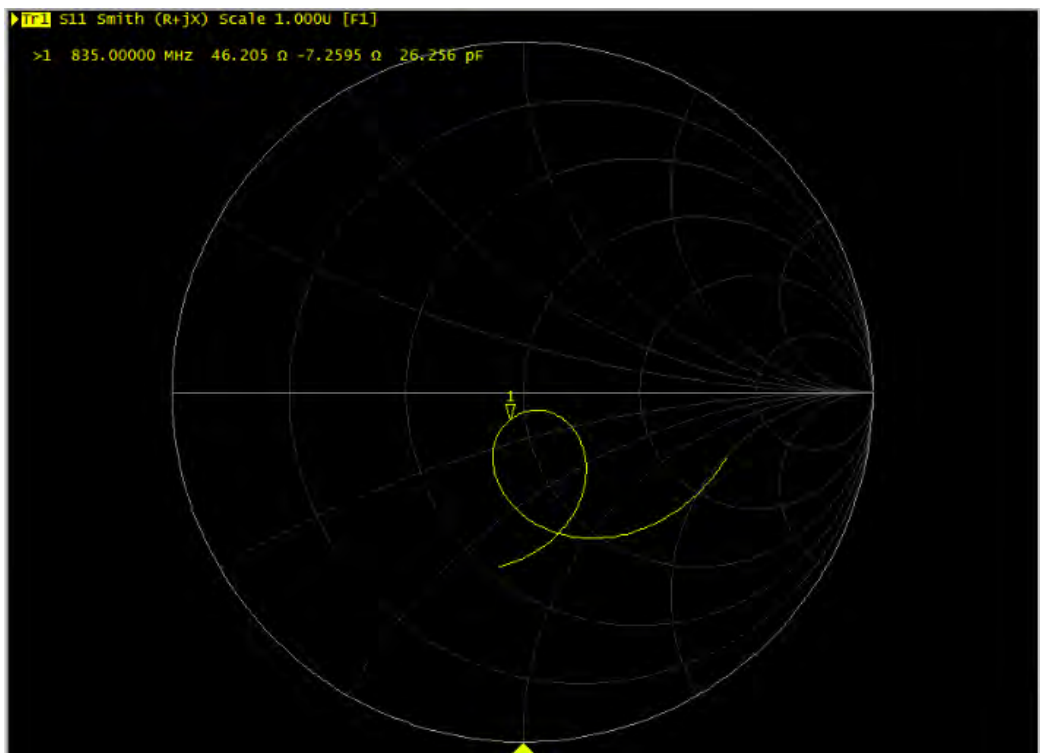 Tr1 S11 Smith (R+jX) Scale 1.000U [F1]
>1 835.00000 MHz 46.205 Ω -7.2595 Ω 26.256 pF
1